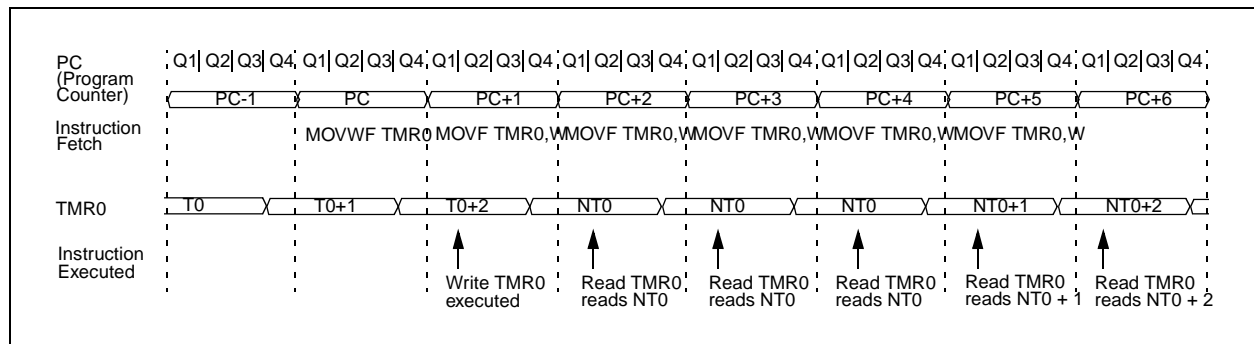 PC
(Program
Counter)
Q1 Q2 Q3 Q4 Q1 Q2 Q3 Q4 Q1 Q2 Q3 Q4 Q1 Q2 Q3 Q4 Q1 Q2 Q3 Q4 Q1 Q2 Q3 Q4 Q1 Q2 Q3 Q4 Q1 Q2 Q3 Q4
PC-1 PC PC+1 PC+2 PC+3 PC+4 PC+5 PC+6
Instruction
Fetch
MOVWF TMR0 MOVF TMR0,W MOVF TMR0,W MOVF TMR0,W MOVF TMR0,W MOVF TMR0,W
TMR0
T0 T0+1 T0+2 NT0 NT0 NT0 NT0+1 NT0+2
Instruction
Executed
Write TMR0
executed
Read TMR0
reads NT0
Read TMR0
reads NT0
Read TMR0
reads NT0
Read TMR0
reads NT0 + 1
Read TMR0
reads NT0 + 2